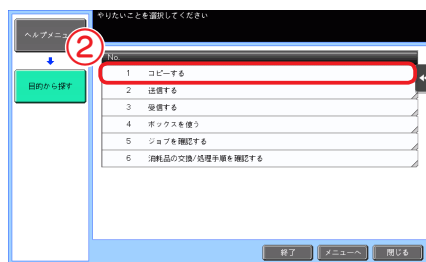 やりたいことを選択してください
ヘルプメニュー
②
目的から探す
No.
1 コピーする
2 送信する
3 受信する
4 ボックスを使う
5 ジョブを確認する
6 消耗品の交換/処理手順を確認する
終了 メニューへ 閉じる